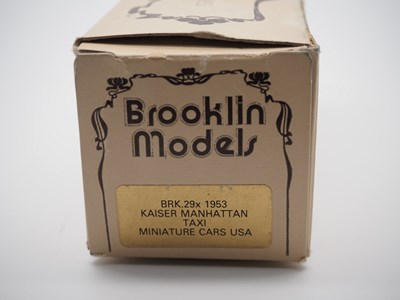 Brooklin
Models
BRK.29x 1953
KAISER MANHATTAN
TAXI
MINIATURE CARS USA